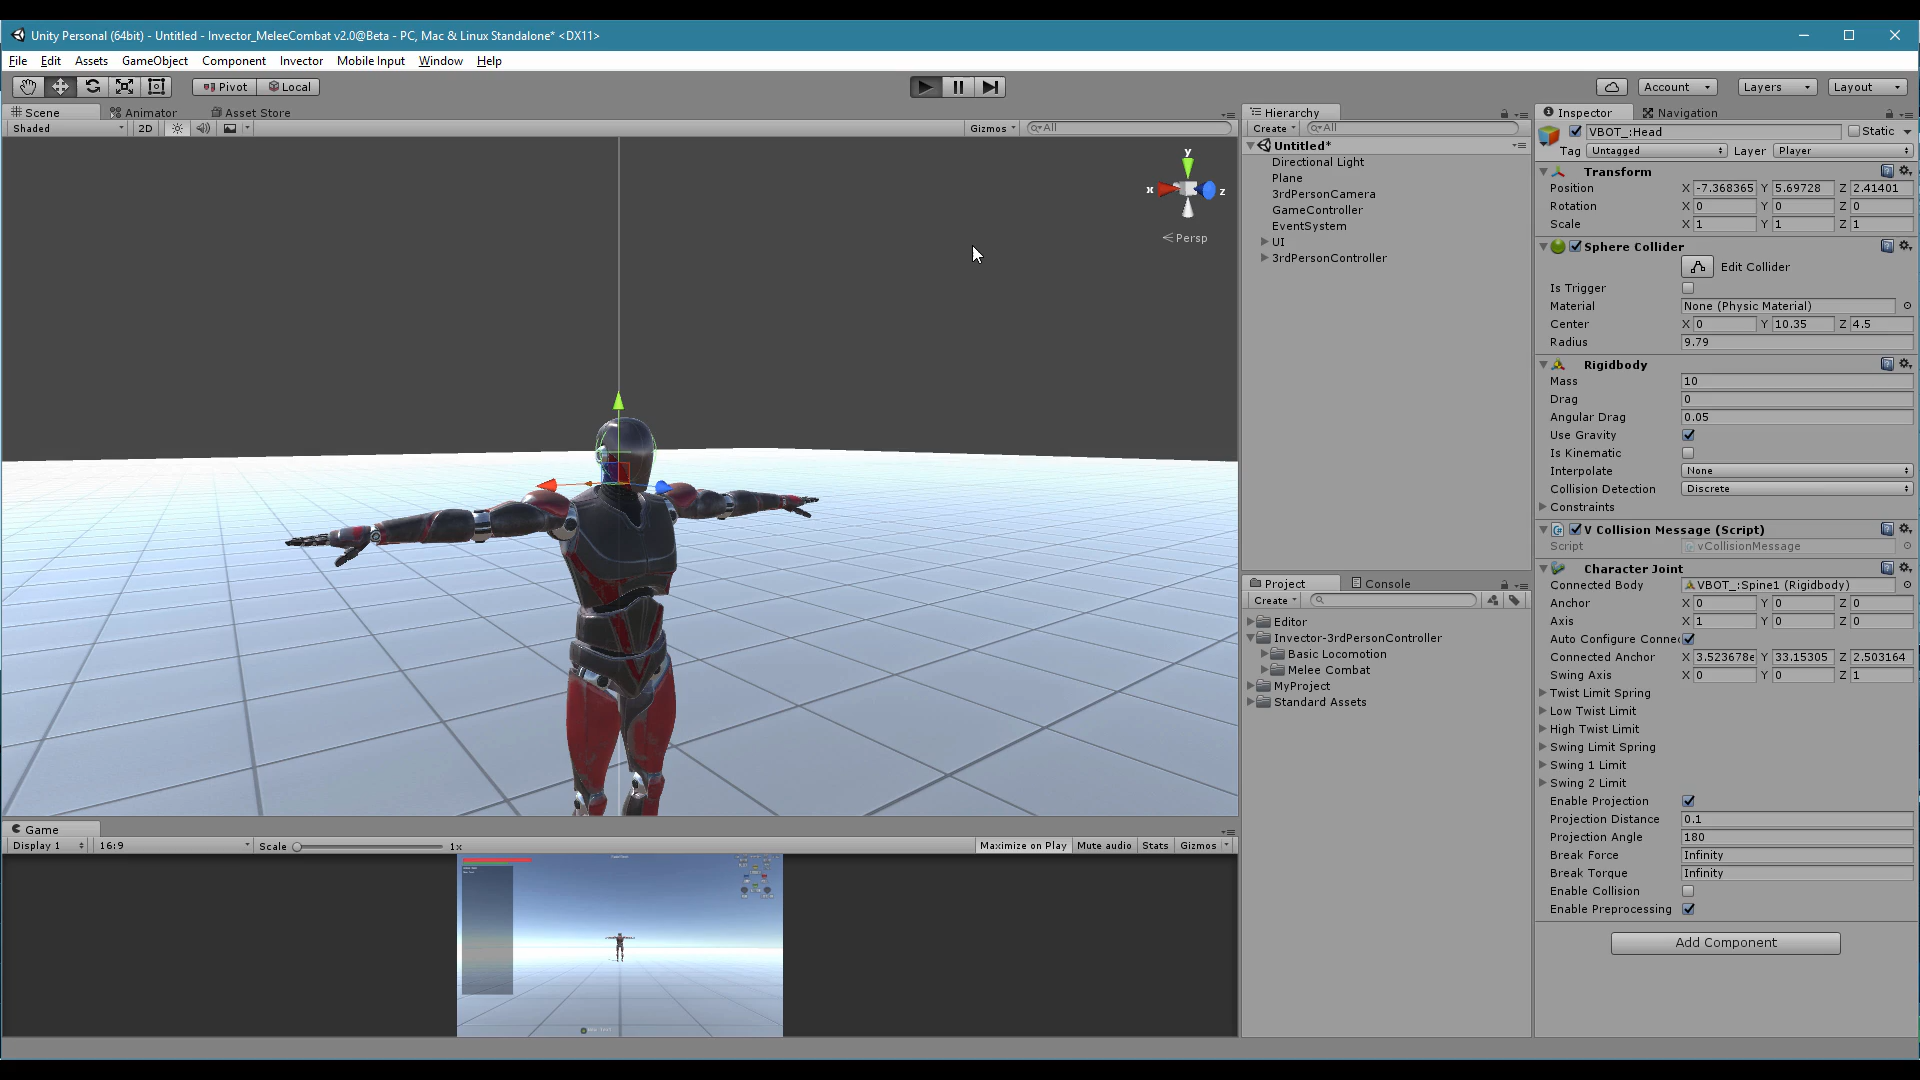 Unity Personal (64bit) - Untitled - Invector_MeleeCombat v2.0@Beta - PC, Mac & Linux Standalone* <DX11>
File Edit Assets GameObject Component Invector Mobile Input Window Help
Pivot Local Account Layers Layout
Scene Animator Asset Store
Shaded 2D Gizmos All
y
x
z
Persp
Game
Display 1 16:9 Scale 1x Maximize on Play Mute audio Stats Gizmos
Hierarchy
Create All
Untitled*
Directional Light
Plane
3rdPersonCamera
GameController
EventSystem
UI
3rdPersonController
Project Console
Create
Editor
Invector-3rdPersonController
Basic Locomotion
Melee Combat
MyProject
Standard Assets
Inspector Navigation
VBOT_:Head Static
Tag Untagged Layer Player
Transform
Position X -7.368365 Y 5.69728 Z 2.41401
Rotation X 0 Y 0 Z 0
Scale X 1 Y 1 Z 1
Sphere Collider
Edit Collider
Is Trigger
Material None (Physic Material)
Center X 0 Y 10.35 Z 4.5
Radius 9.79
Rigidbody
Mass 10
Drag 0
Angular Drag 0.05
Use Gravity
Is Kinematic
Interpolate None
Collision Detection Discrete
Constraints
V Collision Message (Script)
Script vCollisionMessage
Character Joint
Connected Body VBOT_:Spine1 (Rigidbody)
Anchor X 0 Y 0 Z 0
Axis X 1 Y 0 Z 0
Auto Configure Connec
Connected Anchor X 3.523678e Y 33.15305 Z 2.503164
Swing Axis X 0 Y 0 Z 1
Twist Limit Spring
Low Twist Limit
High Twist Limit
Swing Limit Spring
Swing 1 Limit
Swing 2 Limit
Enable Projection
Projection Distance 0.1
Projection Angle 180
Break Force Infinity
Break Torque Infinity
Enable Collision
Enable Preprocessing
Add Component